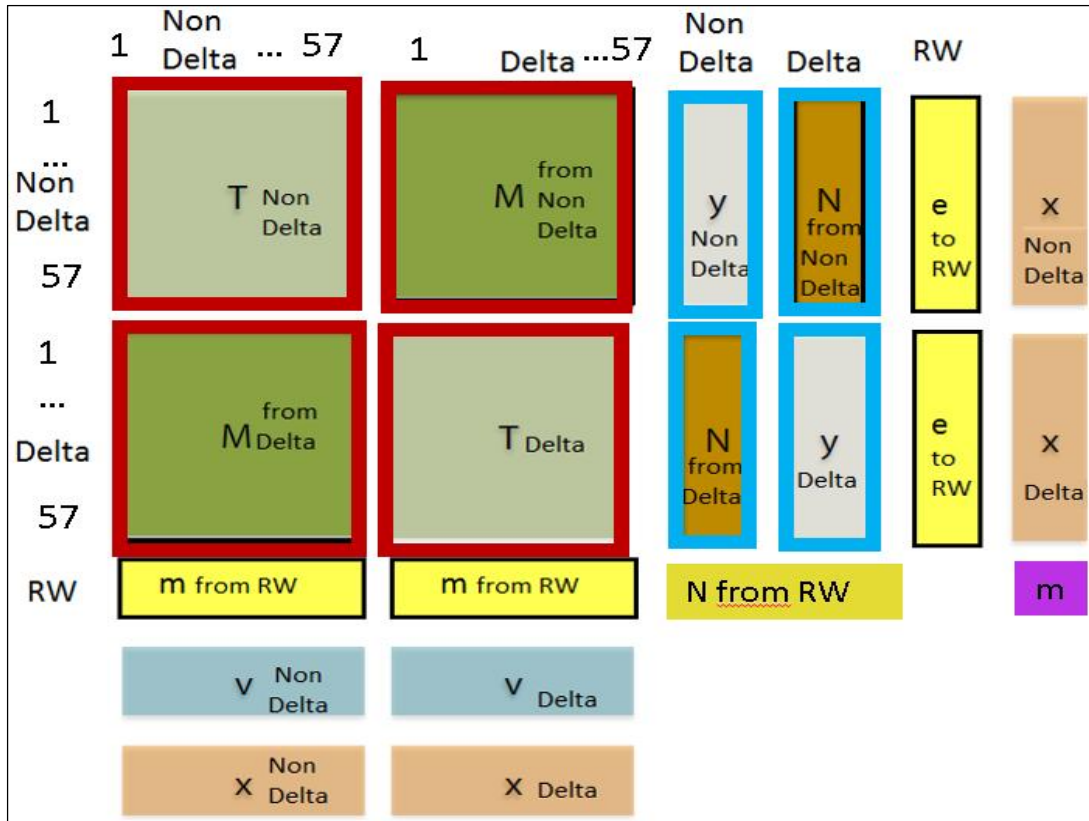 Non
1 Delta ... 57
1 Delta ...57
Non
Delta
Delta
RW
1
...
Non
Delta
57
T Non
Delta
M from
Non
Delta
y
Non
Delta
N
from
Non
Delta
e
to
RW
x
Non
Delta
1
...
Delta
57
M from
Delta
T Delta
N
from
Delta
y
Delta
e
to
RW
x
Delta
RW
m from RW
m from RW
N from RW
m
v Non
Delta
v Delta
x Non
Delta
x Delta